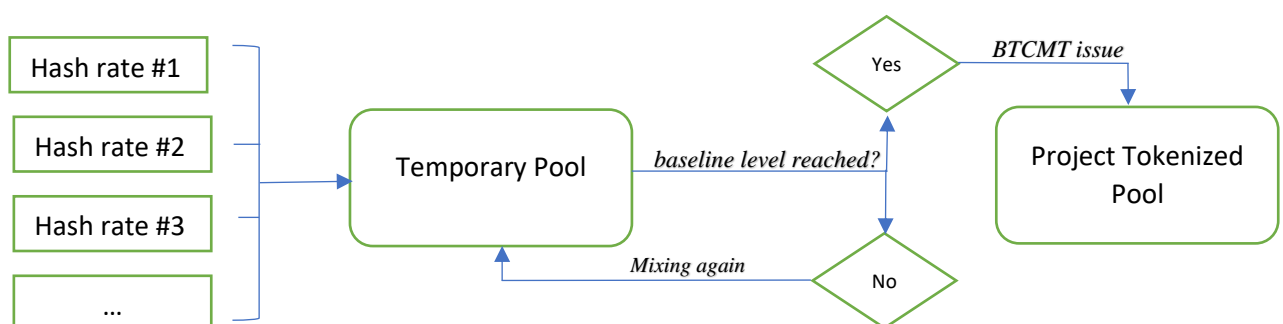 Hash rate #1
Hash rate #2
Hash rate #3
...
Temporary Pool
baseline level reached?
Yes
No
Mixing again
BTCMT issue
Project Tokenized
Pool